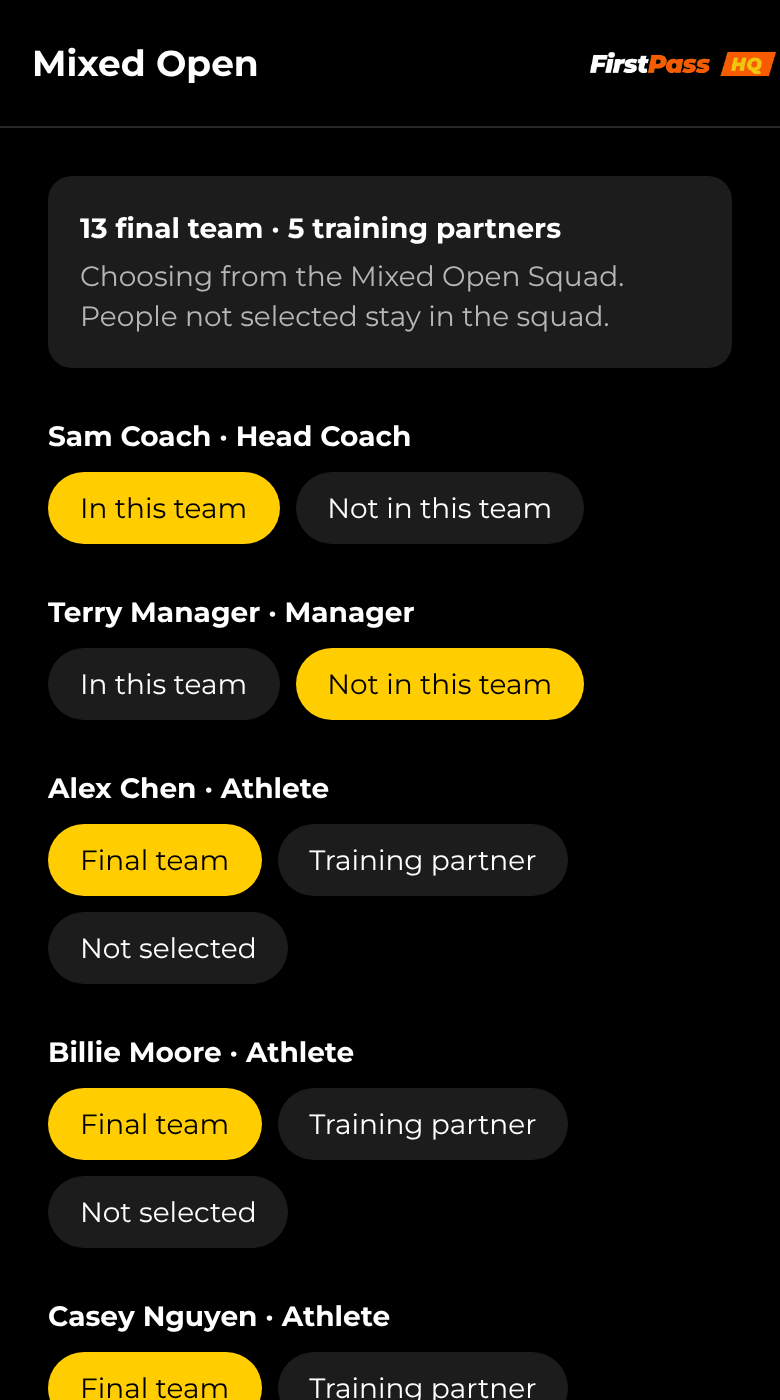 Mixed Open
FirstPass HQ
13 final team · 5 training partners
Choosing from the Mixed Open Squad.
People not selected stay in the squad.
Sam Coach · Head Coach
In this team Not in this team
Terry Manager · Manager
In this team Not in this team
Alex Chen · Athlete
Final team Training partner
Not selected
Billie Moore · Athlete
Final team Training partner
Not selected
Casey Nguyen · Athlete
Final team Training partner